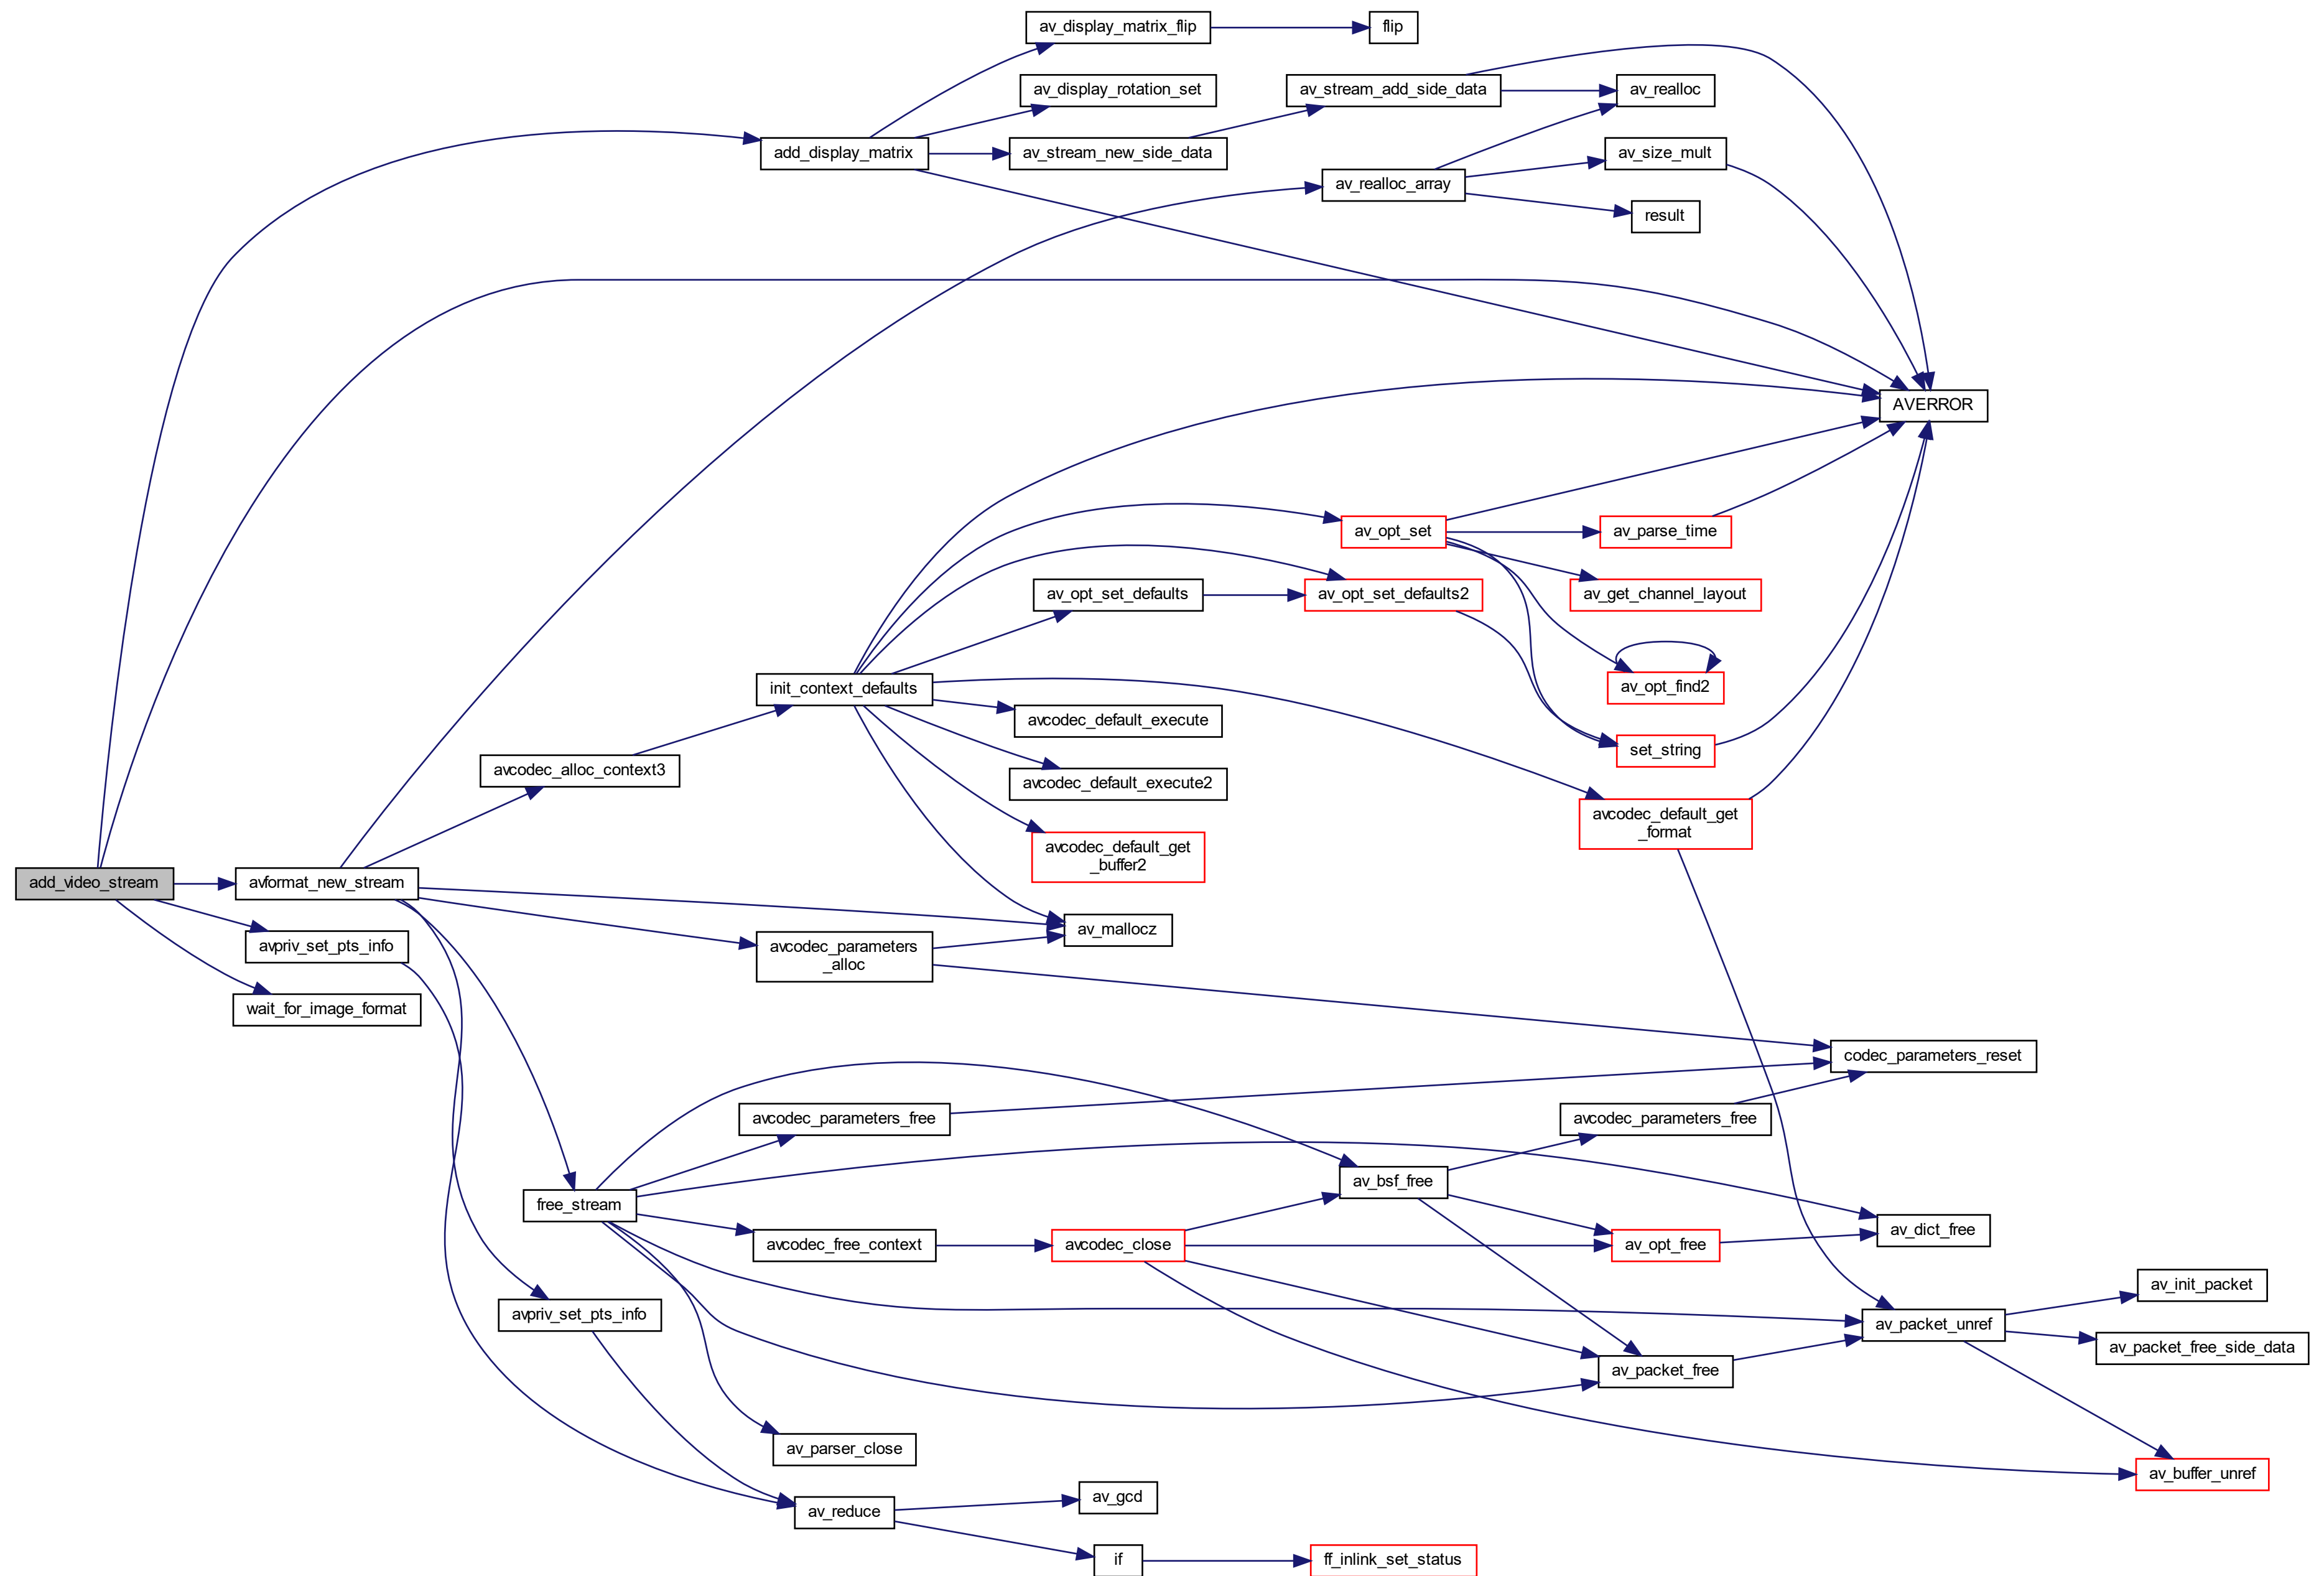 av_display_matrix_flip
flip
av_display_rotation_set
av_stream_add_side_data
av_realloc
add_display_matrix
av_stream_new_side_data
av_size_mult
av_realloc_array
result
AVERROR
av_opt_set
av_parse_time
av_opt_set_defaults
av_opt_set_defaults2
av_get_channel_layout
init_context_defaults
av_opt_find2
avcodec_default_execute
set_string
avcodec_alloc_context3
avcodec_default_execute2
avcodec_default_get
_format
avcodec_default_get
_buffer2
add_video_stream
avformat_new_stream
avpriv_set_pts_info
avcodec_parameters
_alloc
av_mallocz
wait_for_image_format
codec_parameters_reset
avcodec_parameters_free
avcodec_parameters_free
av_bsf_free
free_stream
avcodec_free_context
avcodec_close
av_opt_free
av_dict_free
av_init_packet
avpriv_set_pts_info
av_packet_unref
av_packet_free_side_data
av_packet_free
av_parser_close
av_buffer_unref
av_reduce
av_gcd
if
ff_inlink_set_status